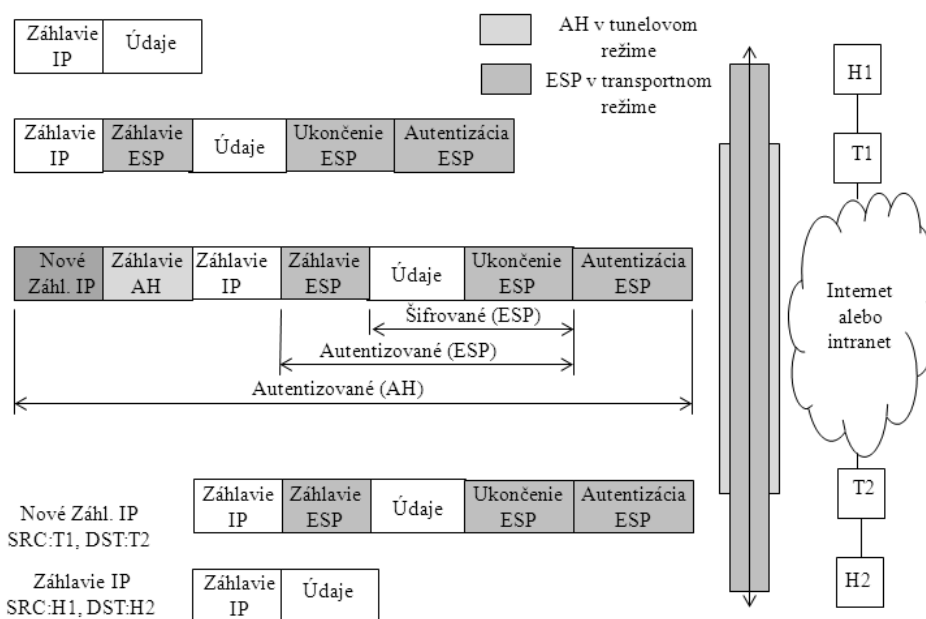 Záhlavie
IP
Údaje
AH v tunelovom
režime
ESP v transportnom
režime
H1
Záhlavie
IP
Záhlavie
ESP
Údaje
Ukončenie
ESP
Autentizácia
ESP
T1
Nové
Záhl. IP
Záhlavie
AH
Záhlavie
IP
Záhlavie
ESP
Údaje
Ukončenie
ESP
Autentizácia
ESP
Internet
alebo
intranet
Šifrované (ESP)
Autentizované (ESP)
Autentizované (AH)
Záhlavie
IP
Záhlavie
ESP
Údaje
Ukončenie
ESP
Autentizácia
ESP
T2
Nové Záhl. IP
SRC:T1, DST:T2
Záhlavie IP
SRC:H1, DST:H2
Záhlavie
IP
Údaje
H2